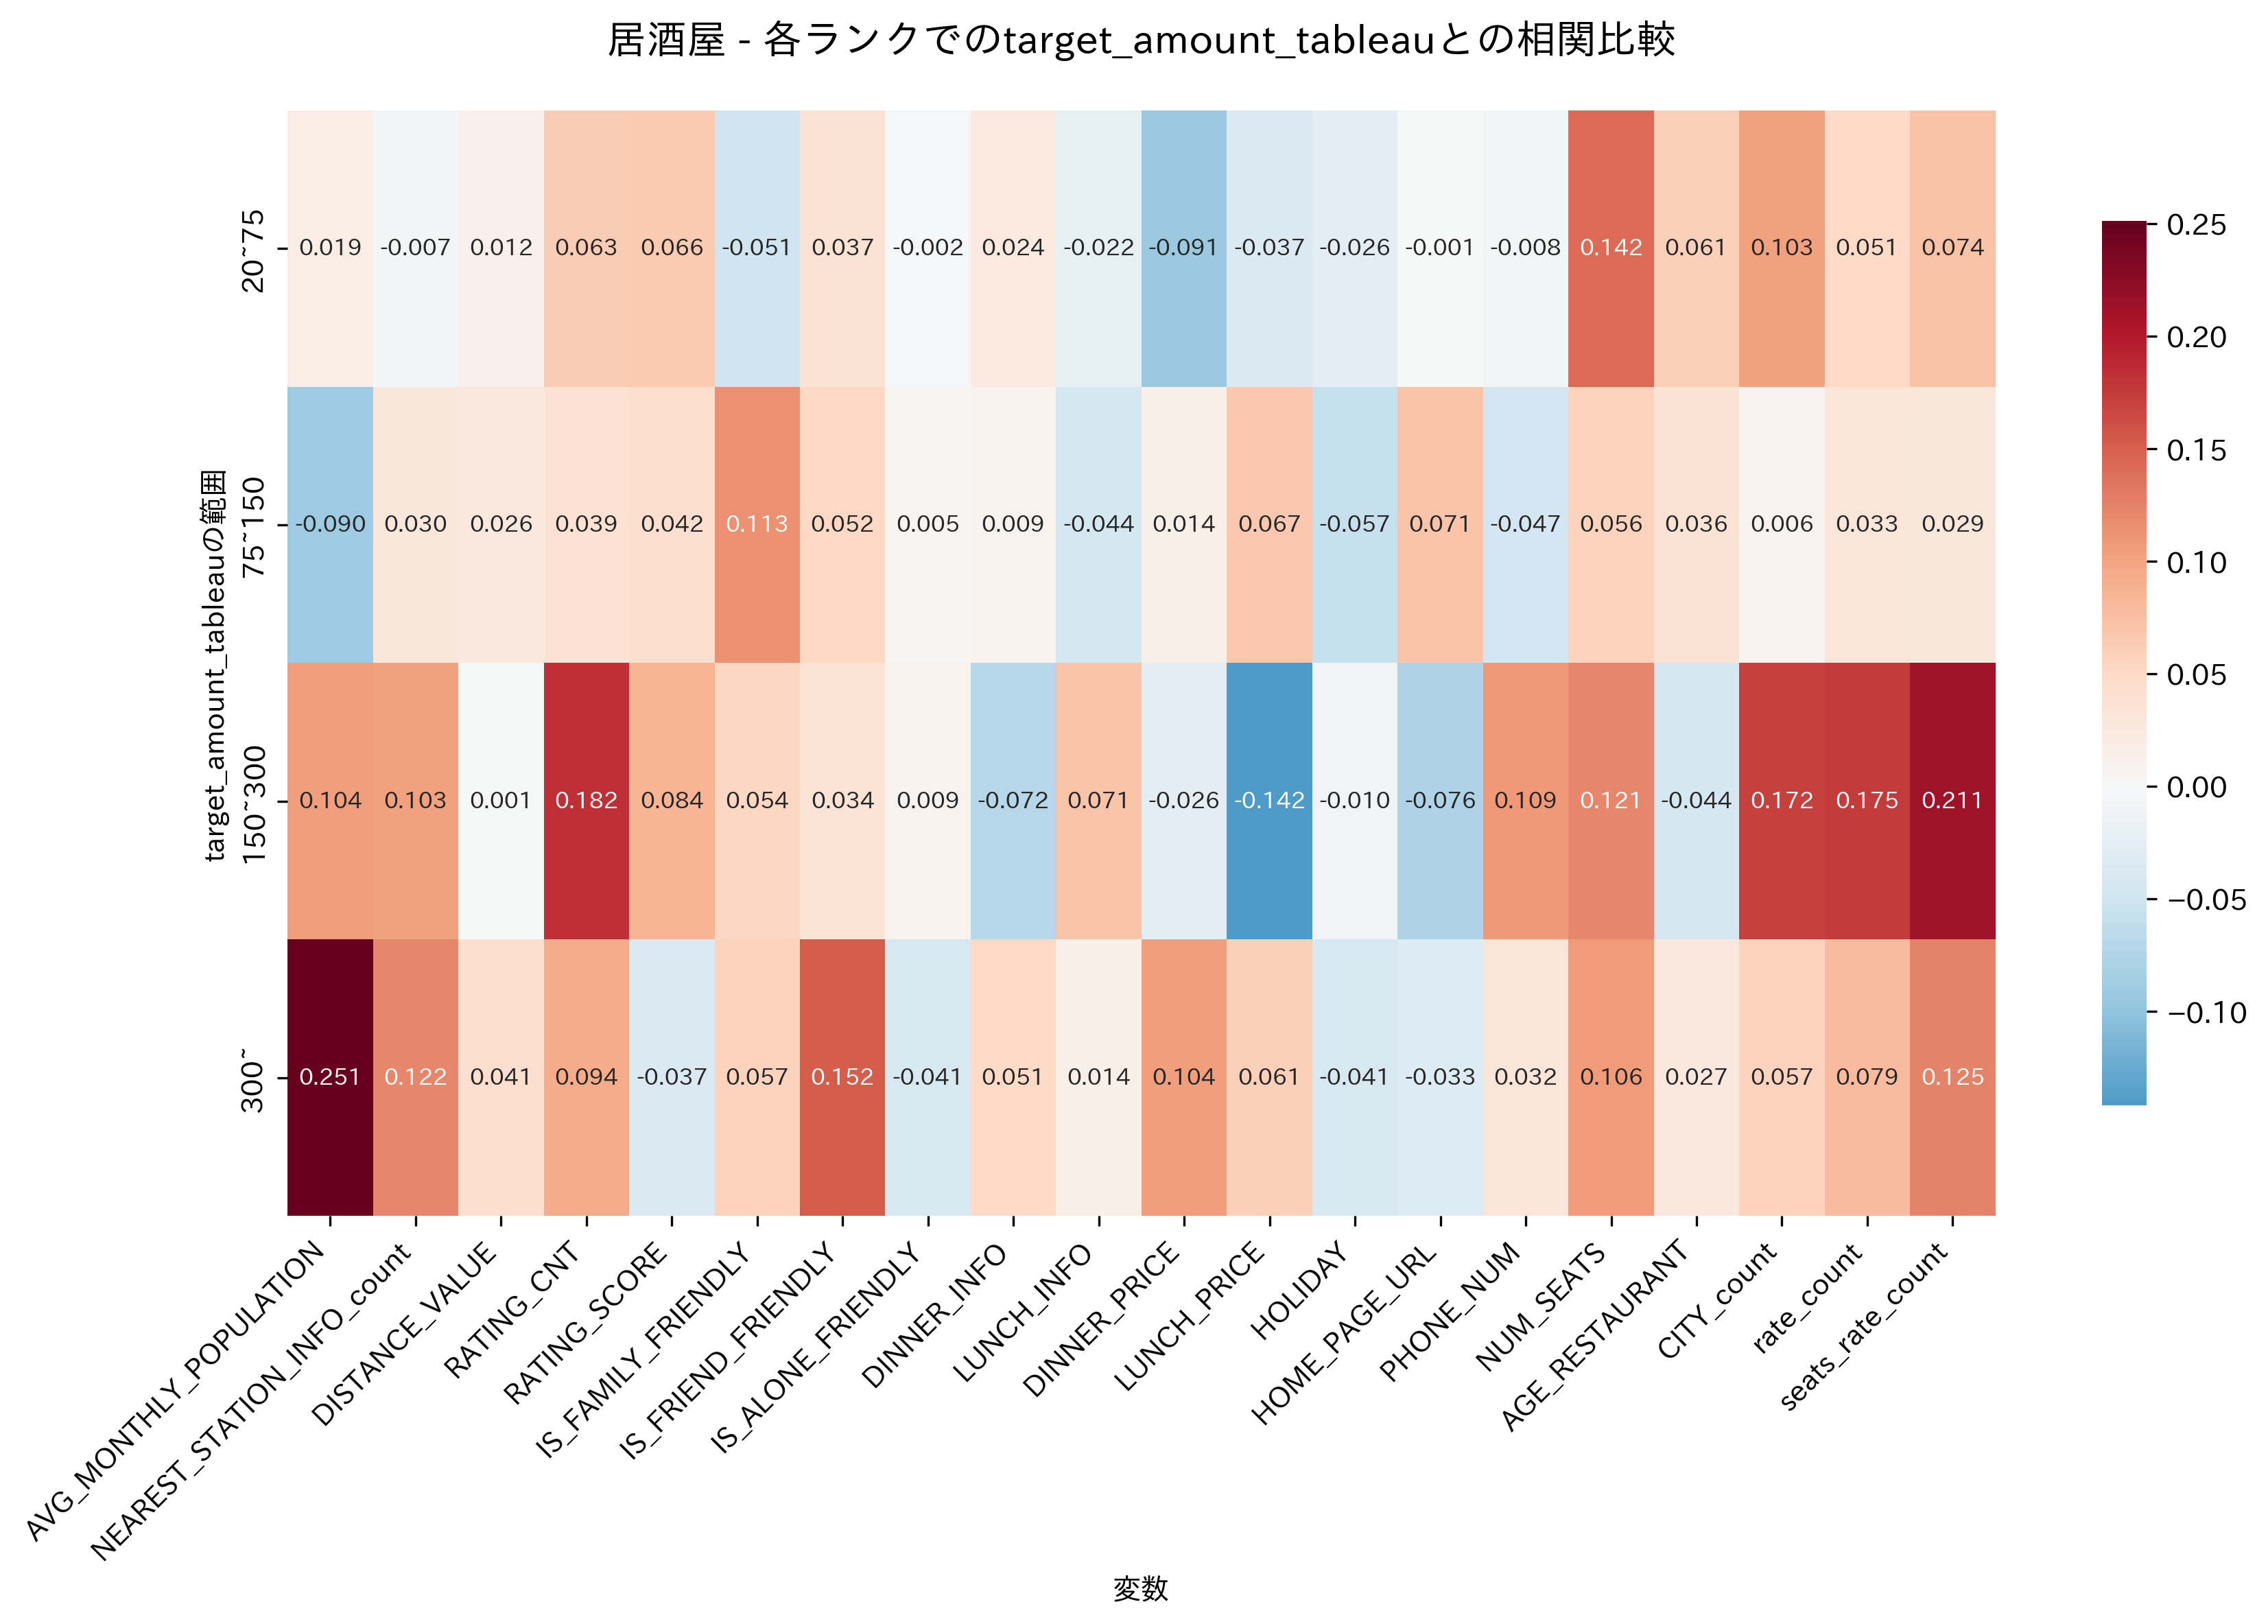 居酒屋 - 各ランクでのtarget_amount_tableauとの相関比較
target_amount_tableauの範囲
20~75
0.019 -0.007 0.012 0.063 0.066 -0.051 0.037 -0.002 0.024 -0.022 -0.091 -0.037 -0.026 -0.001 -0.008 0.142 0.061 0.103 0.051 0.074
75~150
-0.090 0.030 0.026 0.039 0.042 0.113 0.052 0.005 0.009 -0.044 0.014 0.067 -0.057 0.071 -0.047 0.056 0.036 0.006 0.033 0.029
150~300
0.104 0.103 0.001 0.182 0.084 0.054 0.034 0.009 -0.072 0.071 -0.026 -0.142 -0.010 -0.076 0.109 0.121 -0.044 0.172 0.175 0.211
300~
0.251 0.122 0.041 0.094 -0.037 0.057 0.152 -0.041 0.051 0.014 0.104 0.061 -0.041 -0.033 0.032 0.106 0.027 0.057 0.079 0.125
AVG_MONTHLY_POPULATION
NEAREST_STATION_INFO_count
DISTANCE_VALUE
RATING_CNT
RATING_SCORE
IS_FAMILY_FRIENDLY
IS_FRIEND_FRIENDLY
IS_ALONE_FRIENDLY
DINNER_INFO
LUNCH_INFO
DINNER_PRICE
LUNCH_PRICE
HOLIDAY
HOME_PAGE_URL
PHONE_NUM
NUM_SEATS
AGE_RESTAURANT
CITY_count
rate_count
seats_rate_count
変数
0.25
0.20
0.15
0.10
0.05
0.00
−0.05
−0.10